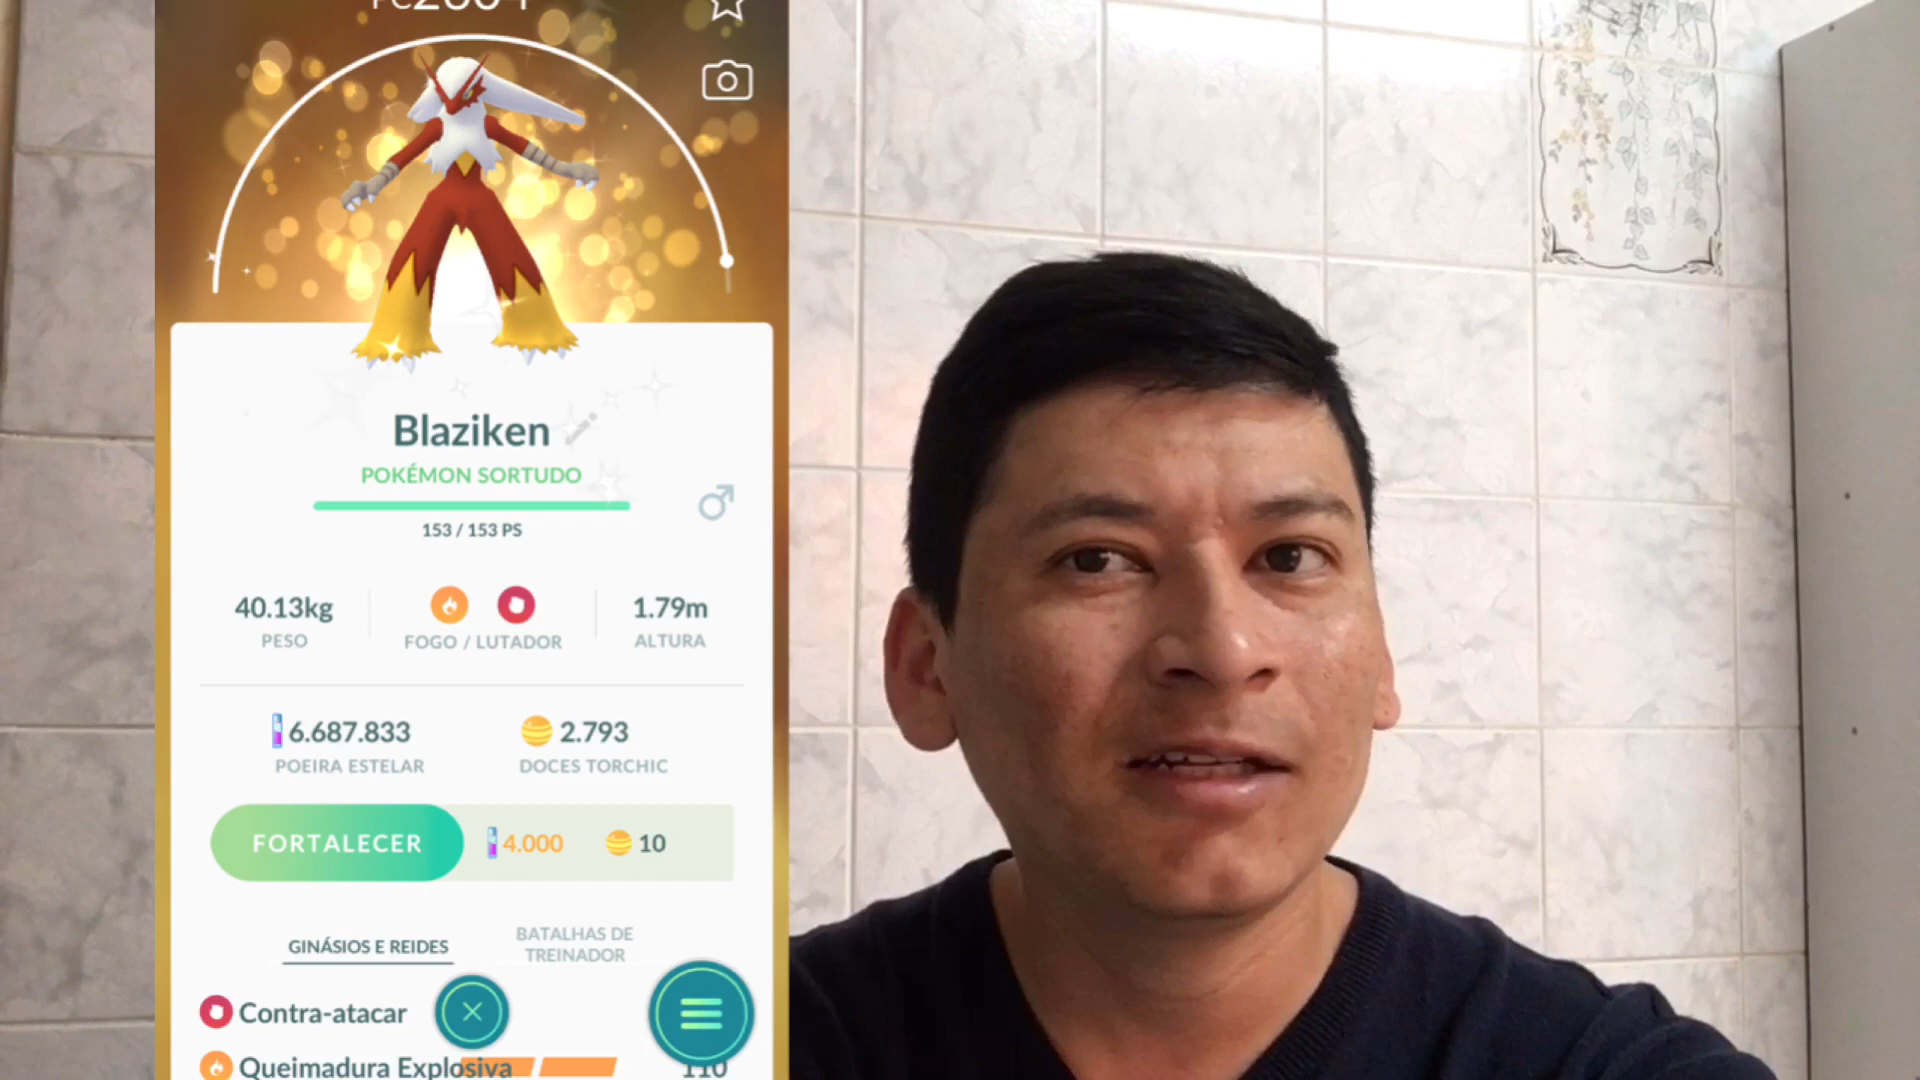 Blaziken
POKÉMON SORTUDO
153 / 153 PS
40.13kg
PESO
FOGO / LUTADOR
1.79m
ALTURA
6.687.833
POEIRA ESTELAR
2.793
DOCES TORCHIC
FORTALECER
4.000
10
GINÁSIOS E REIDES
BATALHAS DE
TREINADOR
Contra-atacar
Queimadura Explosiva
110